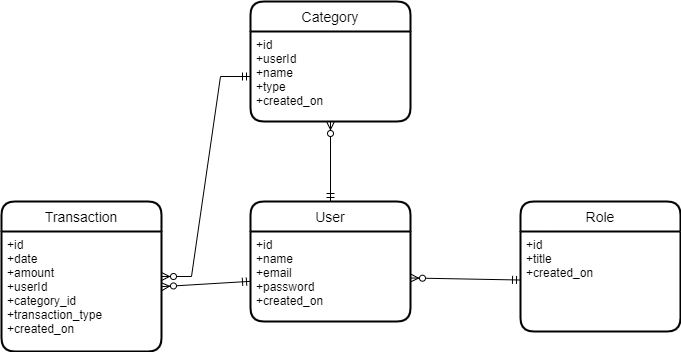 Category
+id
+userId
+name
+type
+created_on
Transaction
+id
+date
+amount
+userId
+category_id
+transaction_type
+created_on
User
+id
+name
+email
+password
+created_on
Role
+id
+title
+created_on